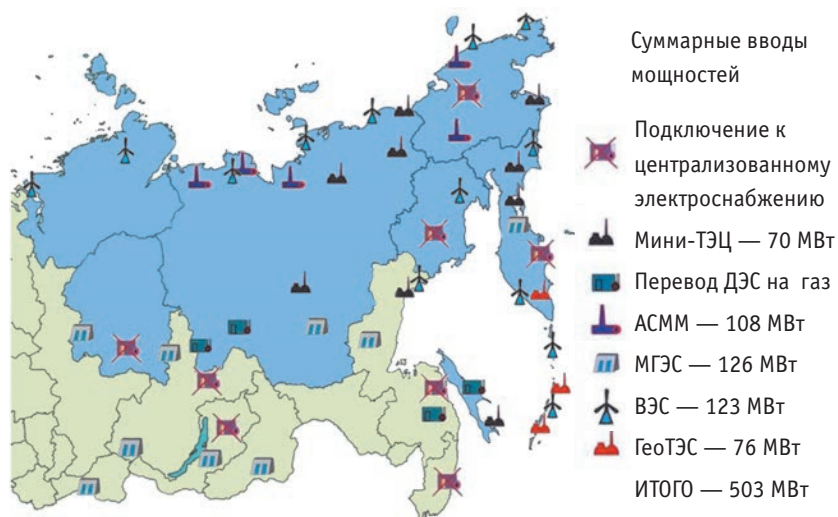 Суммарные вводы
мощностей
Подключение к
централизованному
электроснабжению
Мини-ТЭЦ — 70 МВт
Перевод ДЭС на газ
АСММ — 108 МВт
МГЭС — 126 МВт
ВЭС — 123 МВт
ГеоТЭС — 76 МВт
ИТОГО — 503 МВт